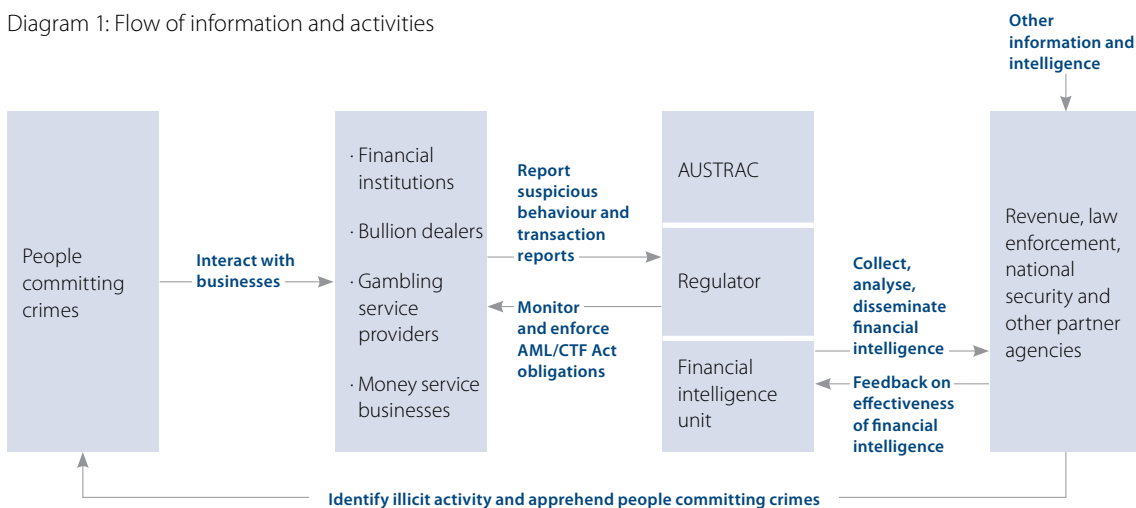 Diagram 1: Flow of information and activities
Other
information and
intelligence
People
committing
crimes
Interact with
businesses
· Financial
institutions
· Bullion dealers
· Gambling
service
providers
· Money service
businesses
Report
suspicious
behaviour and
transaction
reports
Monitor
and enforce
AML/CTF Act
obligations
AUSTRAC
Regulator
Financial
intelligence
unit
Collect,
analyse,
disseminate
financial
intelligence
Feedback on
effectiveness
of financial
intelligence
Revenue, law
enforcement,
national
security and
other partner
agencies
Identify illicit activity and apprehend people committing crimes